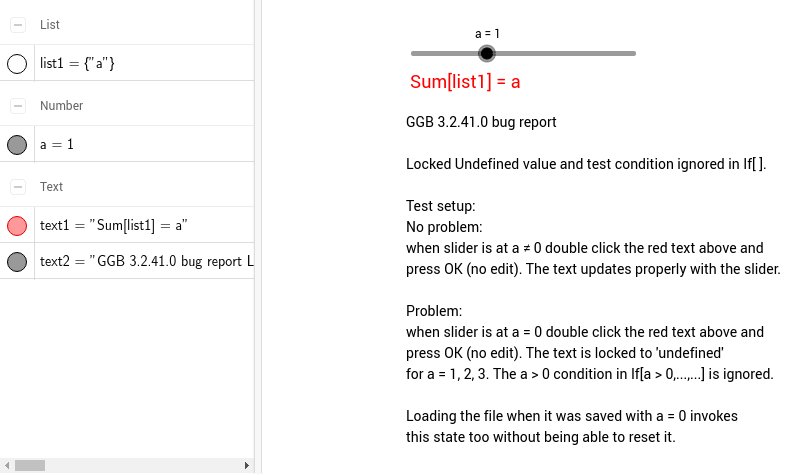 List
list1 = {"a"}
Number
a = 1
Text
text1 = "Sum[list1] = a"
text2 = "GGB 3.2.41.0 bug report L
a = 1
Sum[list1] = a
GGB 3.2.41.0 bug report
Locked Undefined value and test condition ignored in If[ ].
Test setup:
No problem:
when slider is at a ≠ 0 double click the red text above and
press OK (no edit). The text updates properly with the slider.
Problem:
when slider is at a = 0 double click the red text above and
press OK (no edit). The text is locked to 'undefined'
for a = 1, 2, 3. The a > 0 condition in If[a > 0,...,...] is ignored.
Loading the file when it was saved with a = 0 invokes
this state too without being able to reset it.